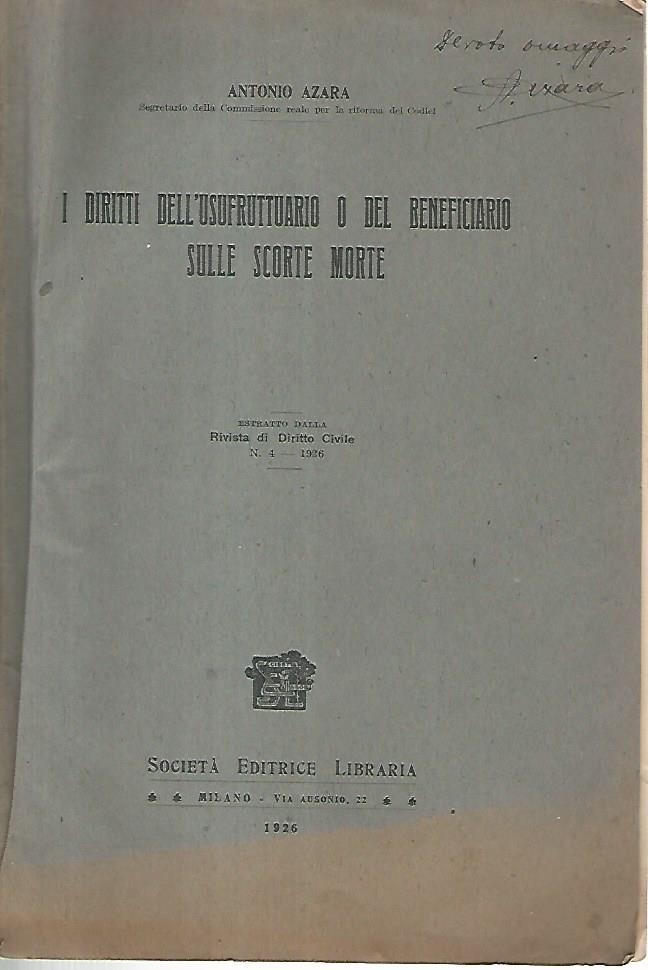 Devoto omaggio
A. Azara
ANTONIO AZARA
Segretario della Commissione reale per la riforma dei Codici
I DIRITTI DELL'USUFRUTTUARIO O DEL BENEFICIARIO
SULLE SCORTE MORTE
ESTRATTO DALLA
Rivista di Diritto Civile
N. 4 — 1926
SOCIETÀ EDITRICE LIBRARIA
MILANO - VIA AUSONIO, 22
1926